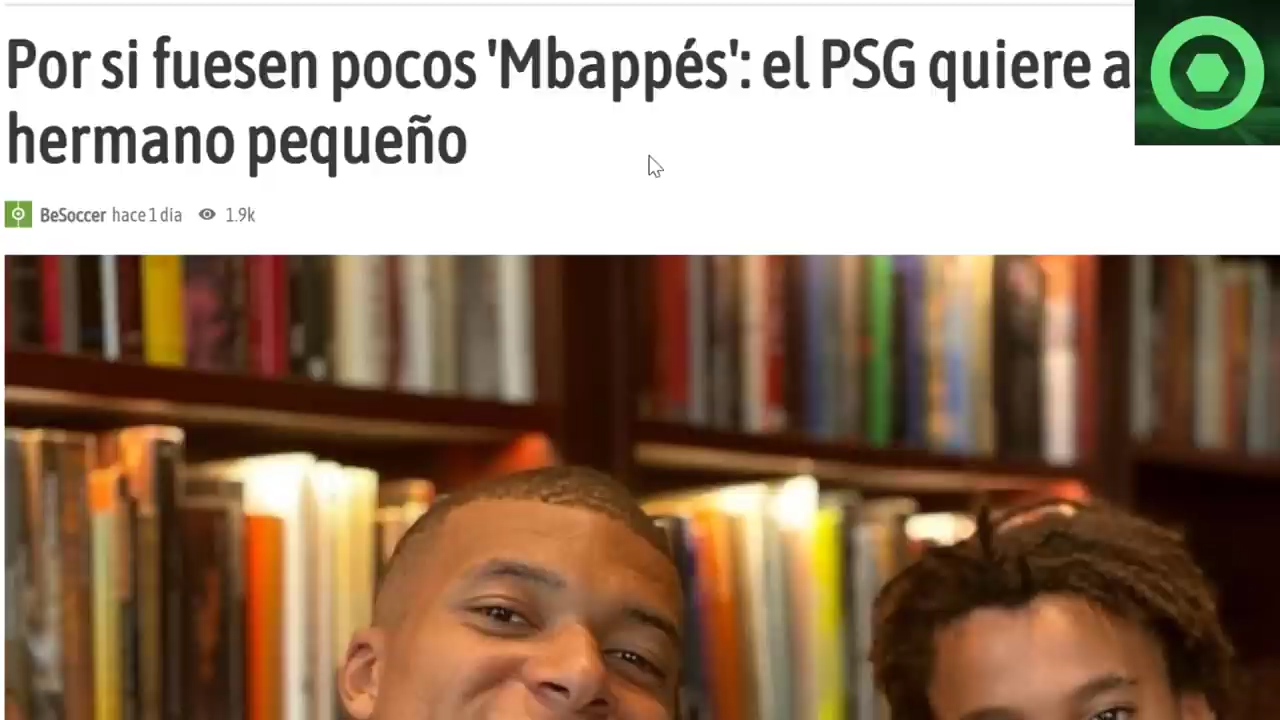 Por si fuesen pocos 'Mbappés': el PSG quiere a
hermano pequeño
BeSoccer hace 1 día 1.9k